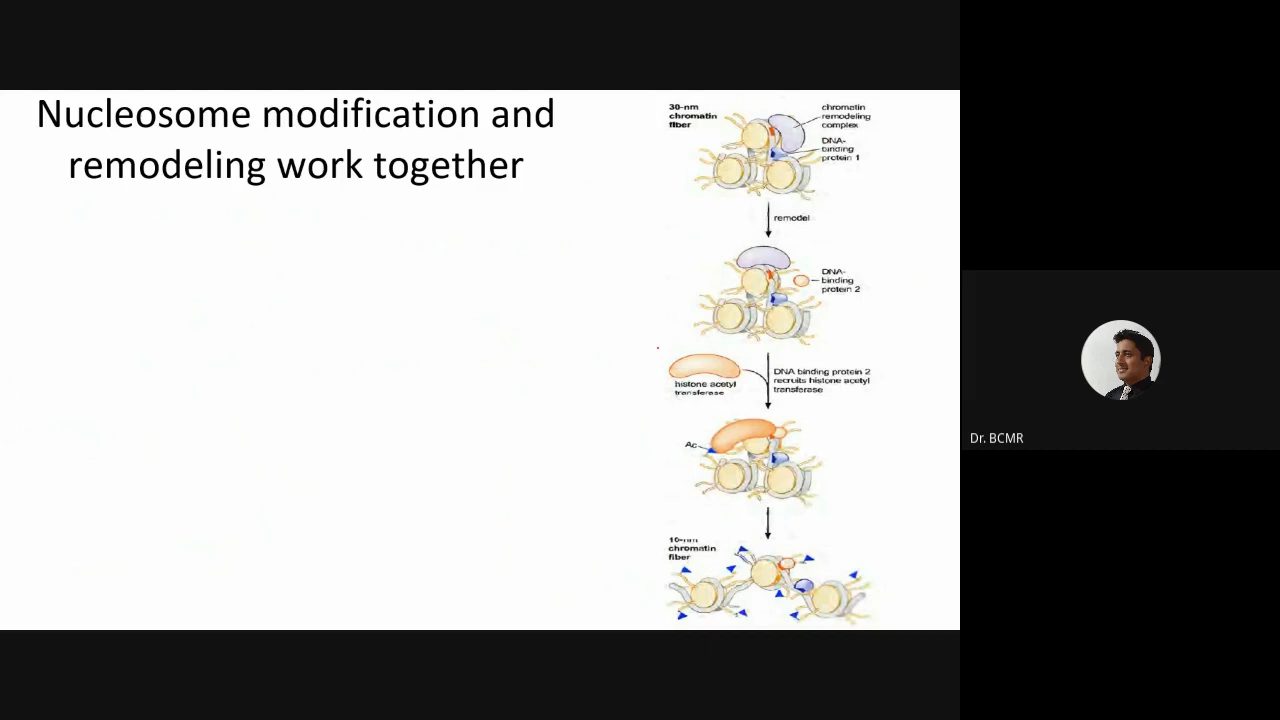 Nucleosome modification and
remodeling work together
30-nm
chromatin
fiber
chromatin
remodeling
complex
DNA-
binding
protein 1
remodel
DNA-
binding
protein 2
histone acetyl
transferase
DNA binding protein 2
recruits histone acetyl
transferase
Ac
10-nm
chromatin
fiber
Dr. BCMR